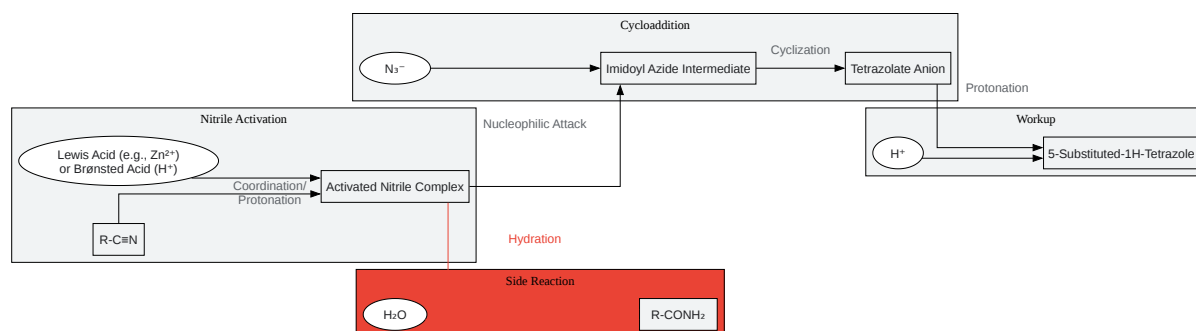 Cycloaddition
N₃⁻
Imidoyl Azide Intermediate
Cyclization
Tetrazolate Anion
Protonation
Nitrile Activation
Nucleophilic Attack
Workup
Lewis Acid (e.g., Zn²⁺)
or Brønsted Acid (H⁺)
H⁺
5-Substituted-1H-Tetrazole
Coordination/
Protonation
Activated Nitrile Complex
R-C≡N
Hydration
Side Reaction
H₂O
R-CONH₂